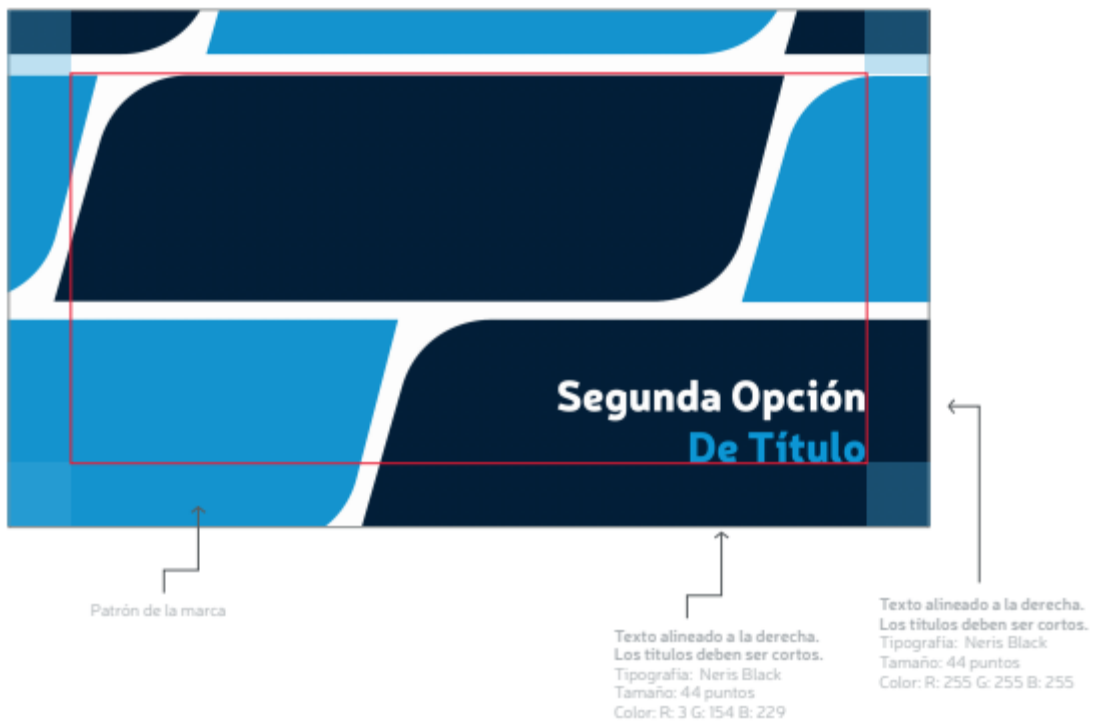 Segunda Opción
De Título
Patrón de la marca
Texto alineado a la derecha.
Los títulos deben ser cortos.
Tipografía: Neris Black
Tamaño: 44 puntos
Color: R: 3 G: 154 B: 229
Texto alineado a la derecha.
Los títulos deben ser cortos.
Tipografía: Neris Black
Tamaño: 44 puntos
Color: R: 255 G: 255 B: 255